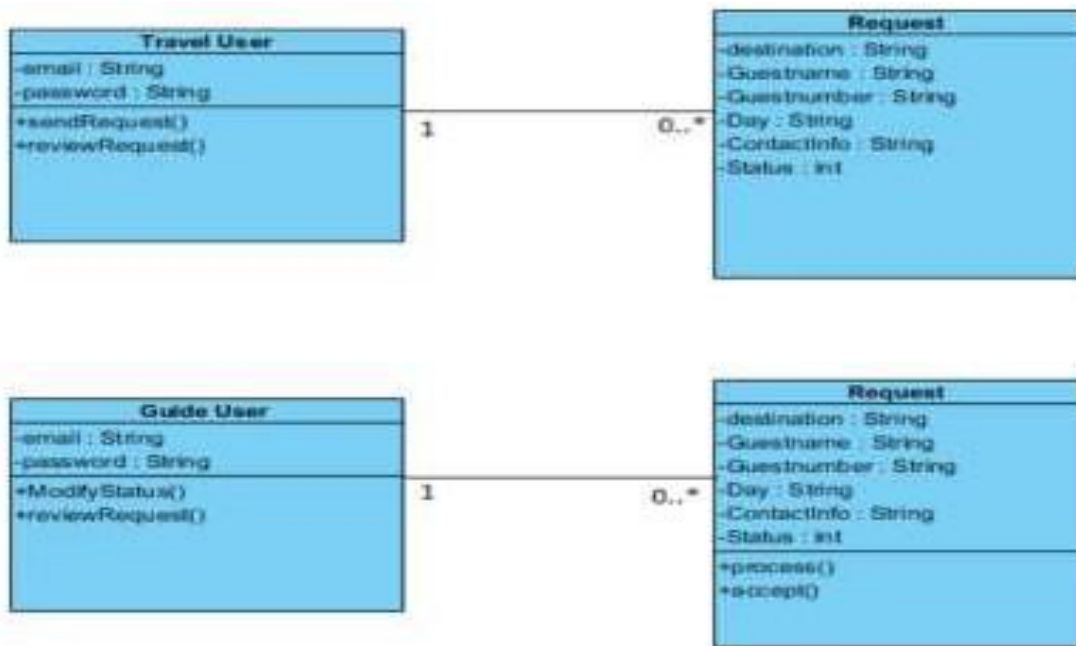 Travel User
-email : String
-password : String
+sendRequest()
+reviewRequest()
1
0..*
Request
-destination : String
-Guestname : String
-Guestnumber : String
-Day : String
-ContactInfo : String
-Status : int
Guide User
-email : String
-password : String
+ModifyStatus()
+reviewRequest()
1
0..*
Request
-destination : String
-Guestname : String
-Guestnumber : String
-Day : String
-ContactInfo : String
-Status : int
+process()
+accept()